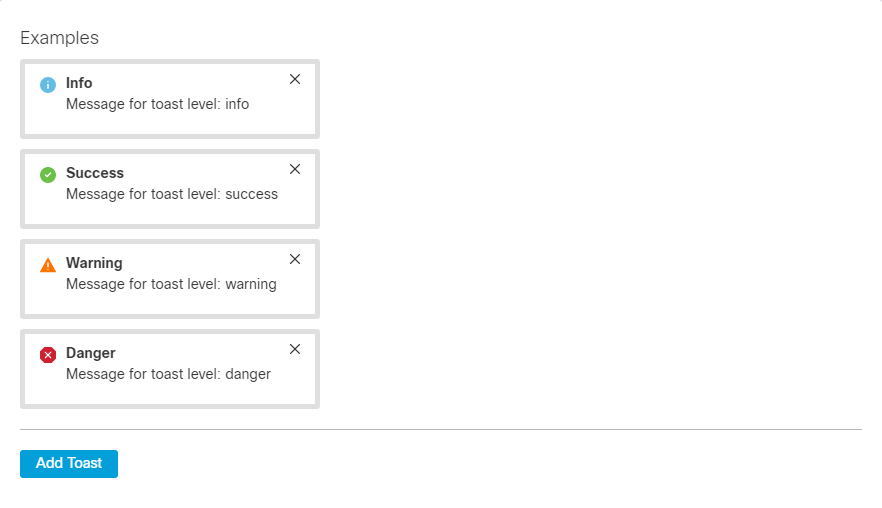 Examples
Info
Message for toast level: info
Success
Message for toast level: success
Warning
Message for toast level: warning
Danger
Message for toast level: danger
Add Toast